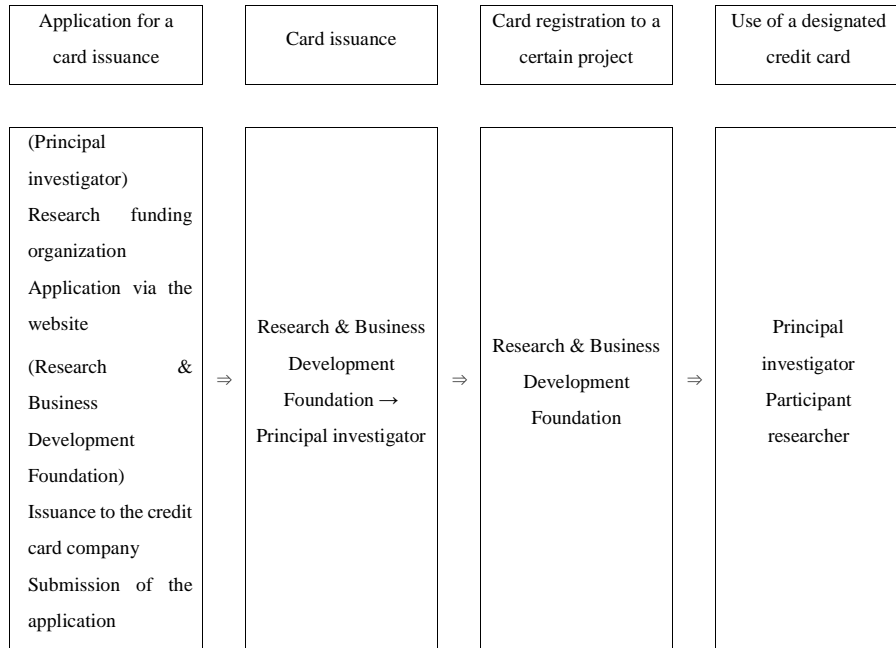 Application for a
card issuance
Card issuance
Card registration to a
certain project
Use of a designated
credit card
(Principal
investigator)
Research funding
organization
Application via the
website
(Research &
Business
Development
Foundation)
Issuance to the credit
card company
Submission of the
application
⇒
Research & Business
Development
Foundation →
Principal investigator
⇒
Research & Business
Development
Foundation
⇒
Principal
investigator
Participant
researcher